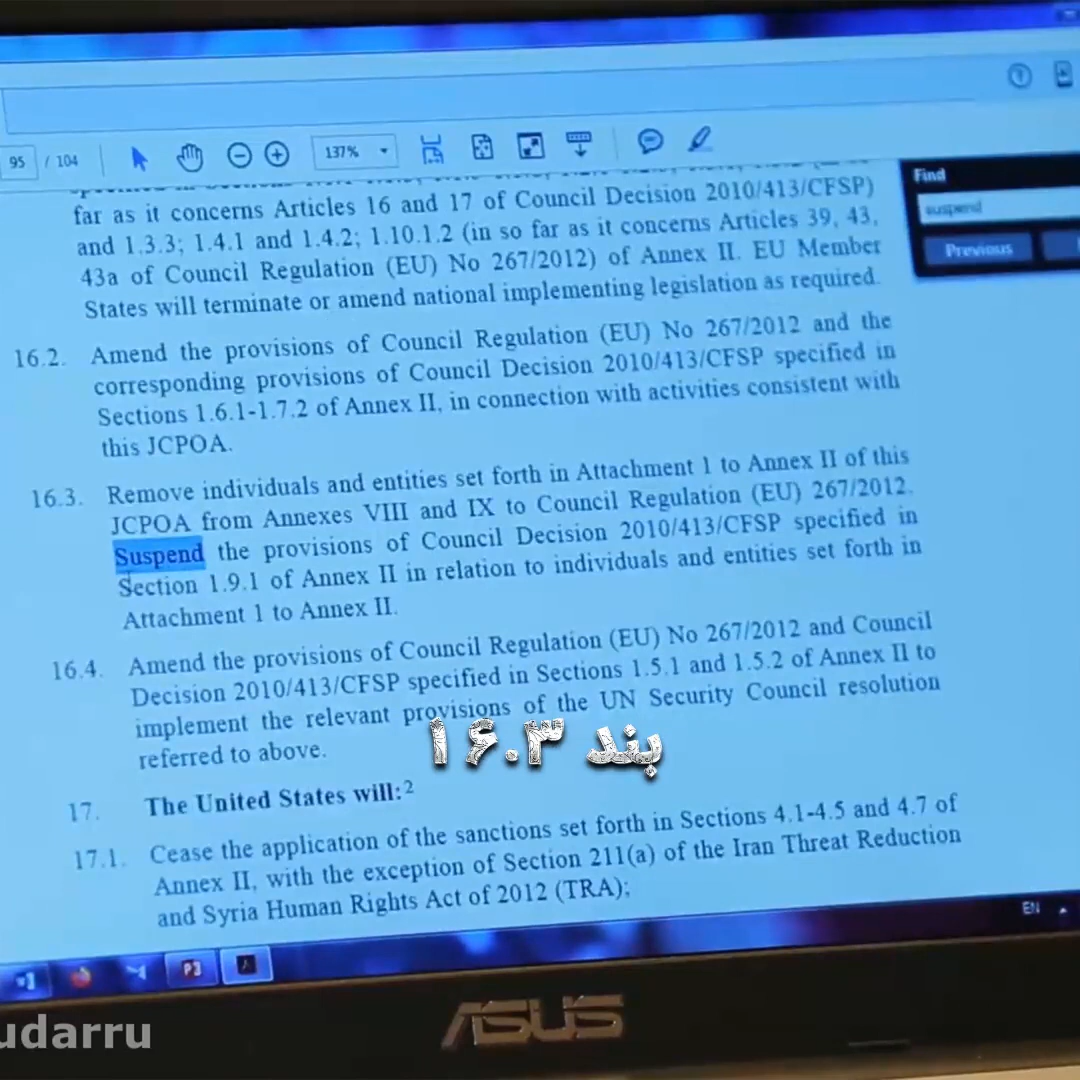 95 / 104
137%
Find
suspend
Previous
far as it concerns Articles 16 and 17 of Council Decision 2010/413/CFSP)
and 1.3.3; 1.4.1 and 1.4.2; 1.10.1.2 (in so far as it concerns Articles 39, 43,
43a of Council Regulation (EU) No 267/2012) of Annex II. EU Member
States will terminate or amend national implementing legislation as required.
16.2. Amend the provisions of Council Regulation (EU) No 267/2012 and the
corresponding provisions of Council Decision 2010/413/CFSP specified in
Sections 1.6.1-1.7.2 of Annex II, in connection with activities consistent with
this JCPOA.
16.3. Remove individuals and entities set forth in Attachment 1 to Annex II of this
JCPOA from Annexes VIII and IX to Council Regulation (EU) 267/2012.
Suspend the provisions of Council Decision 2010/413/CFSP specified in
Section 1.9.1 of Annex II in relation to individuals and entities set forth in
Attachment 1 to Annex II.
16.4. Amend the provisions of Council Regulation (EU) No 267/2012 and Council
Decision 2010/413/CFSP specified in Sections 1.5.1 and 1.5.2 of Annex II to
implement the relevant provisions of the UN Security Council resolution
referred to above.
بند ۱۶.۳
17. The United States will:2
17.1. Cease the application of the sanctions set forth in Sections 4.1-4.5 and 4.7 of
Annex II, with the exception of Section 211(a) of the Iran Threat Reduction
and Syria Human Rights Act of 2012 (TRA);
EN
ASUS
udarru